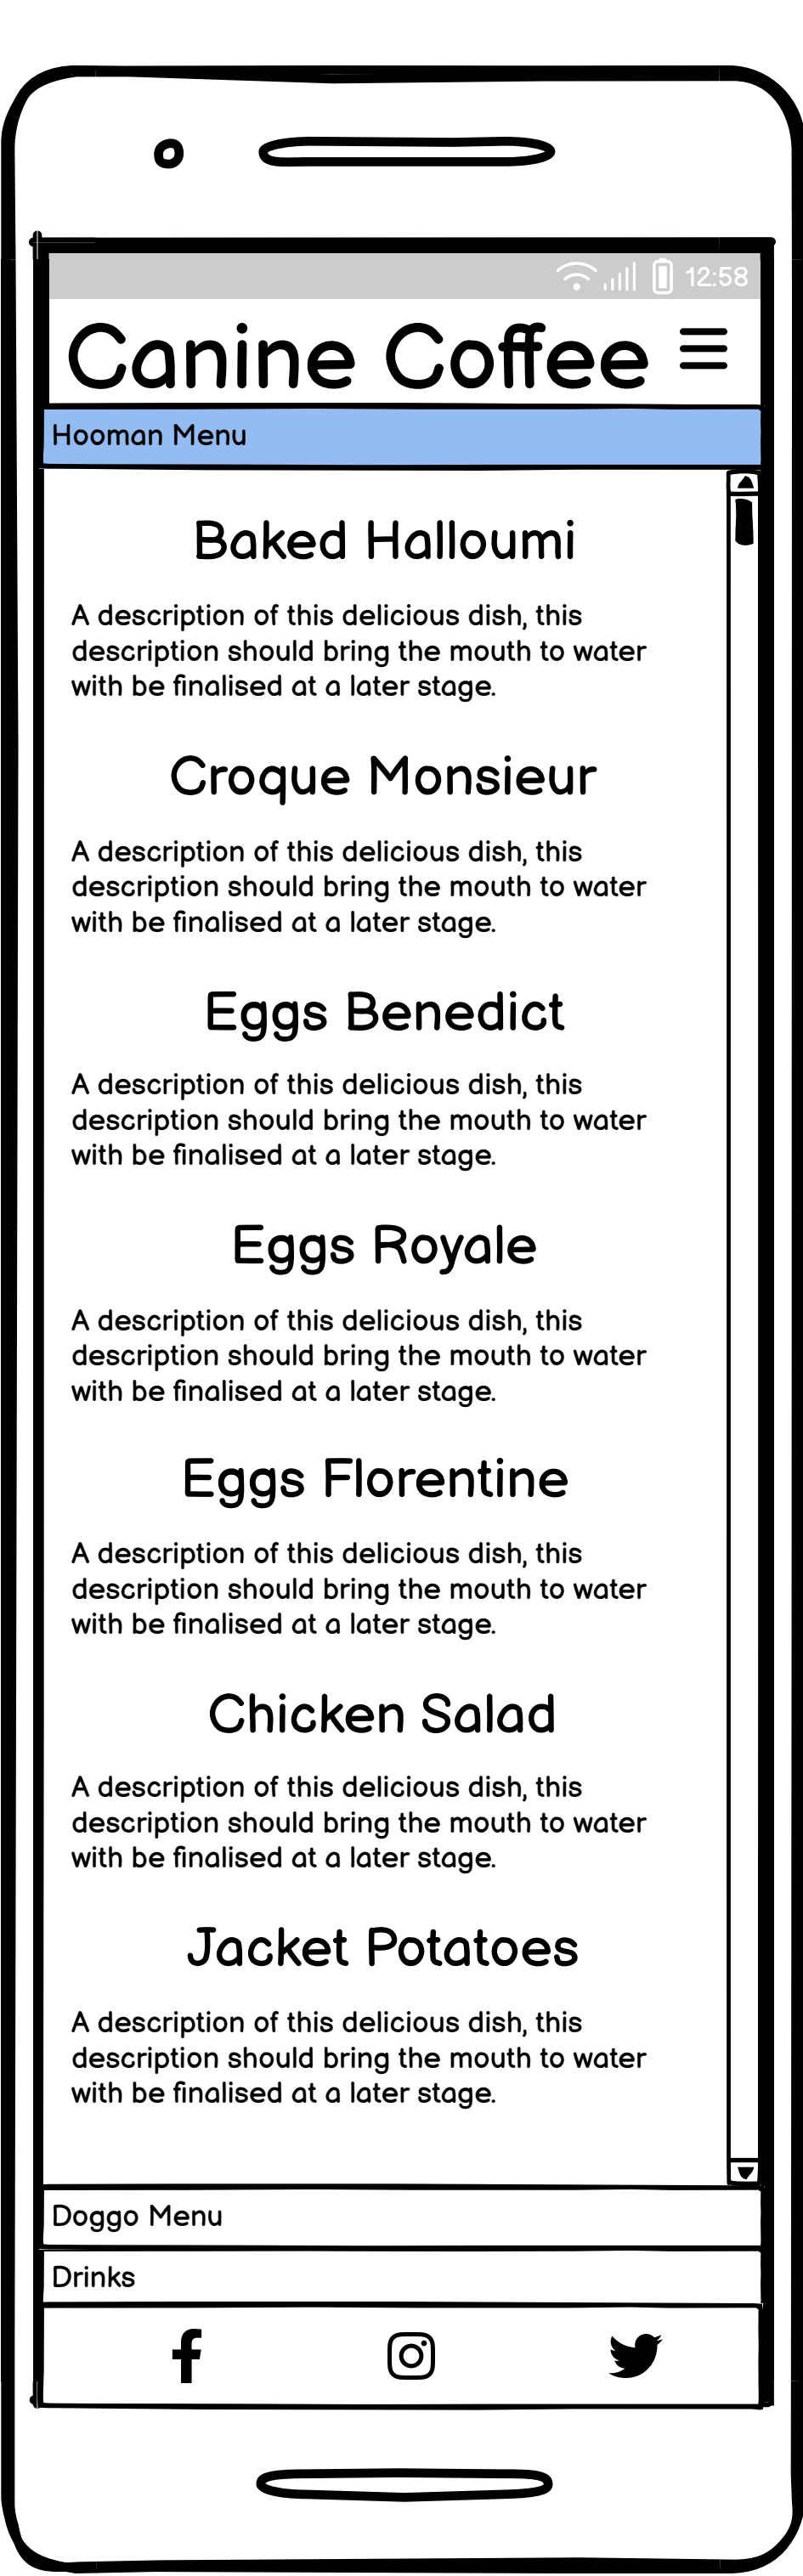 12:58
Canine Coffee
Hooman Menu
Baked Halloumi
A description of this delicious dish, this
description should bring the mouth to water
with be finalised at a later stage.
Croque Monsieur
A description of this delicious dish, this
description should bring the mouth to water
with be finalised at a later stage.
Eggs Benedict
A description of this delicious dish, this
description should bring the mouth to water
with be finalised at a later stage.
Eggs Royale
A description of this delicious dish, this
description should bring the mouth to water
with be finalised at a later stage.
Eggs Florentine
A description of this delicious dish, this
description should bring the mouth to water
with be finalised at a later stage.
Chicken Salad
A description of this delicious dish, this
description should bring the mouth to water
with be finalised at a later stage.
Jacket Potatoes
A description of this delicious dish, this
description should bring the mouth to water
with be finalised at a later stage.
Doggo Menu
Drinks